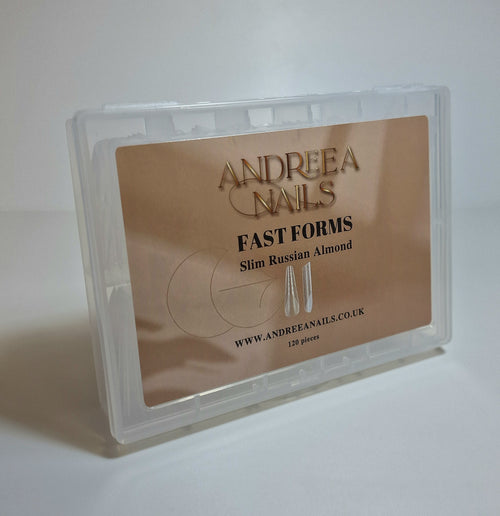 ANDREEA
NAILS
FAST FORMS
Slim Russian Almond
WWW.ANDREEANAILS.CO.UK
120 pieces